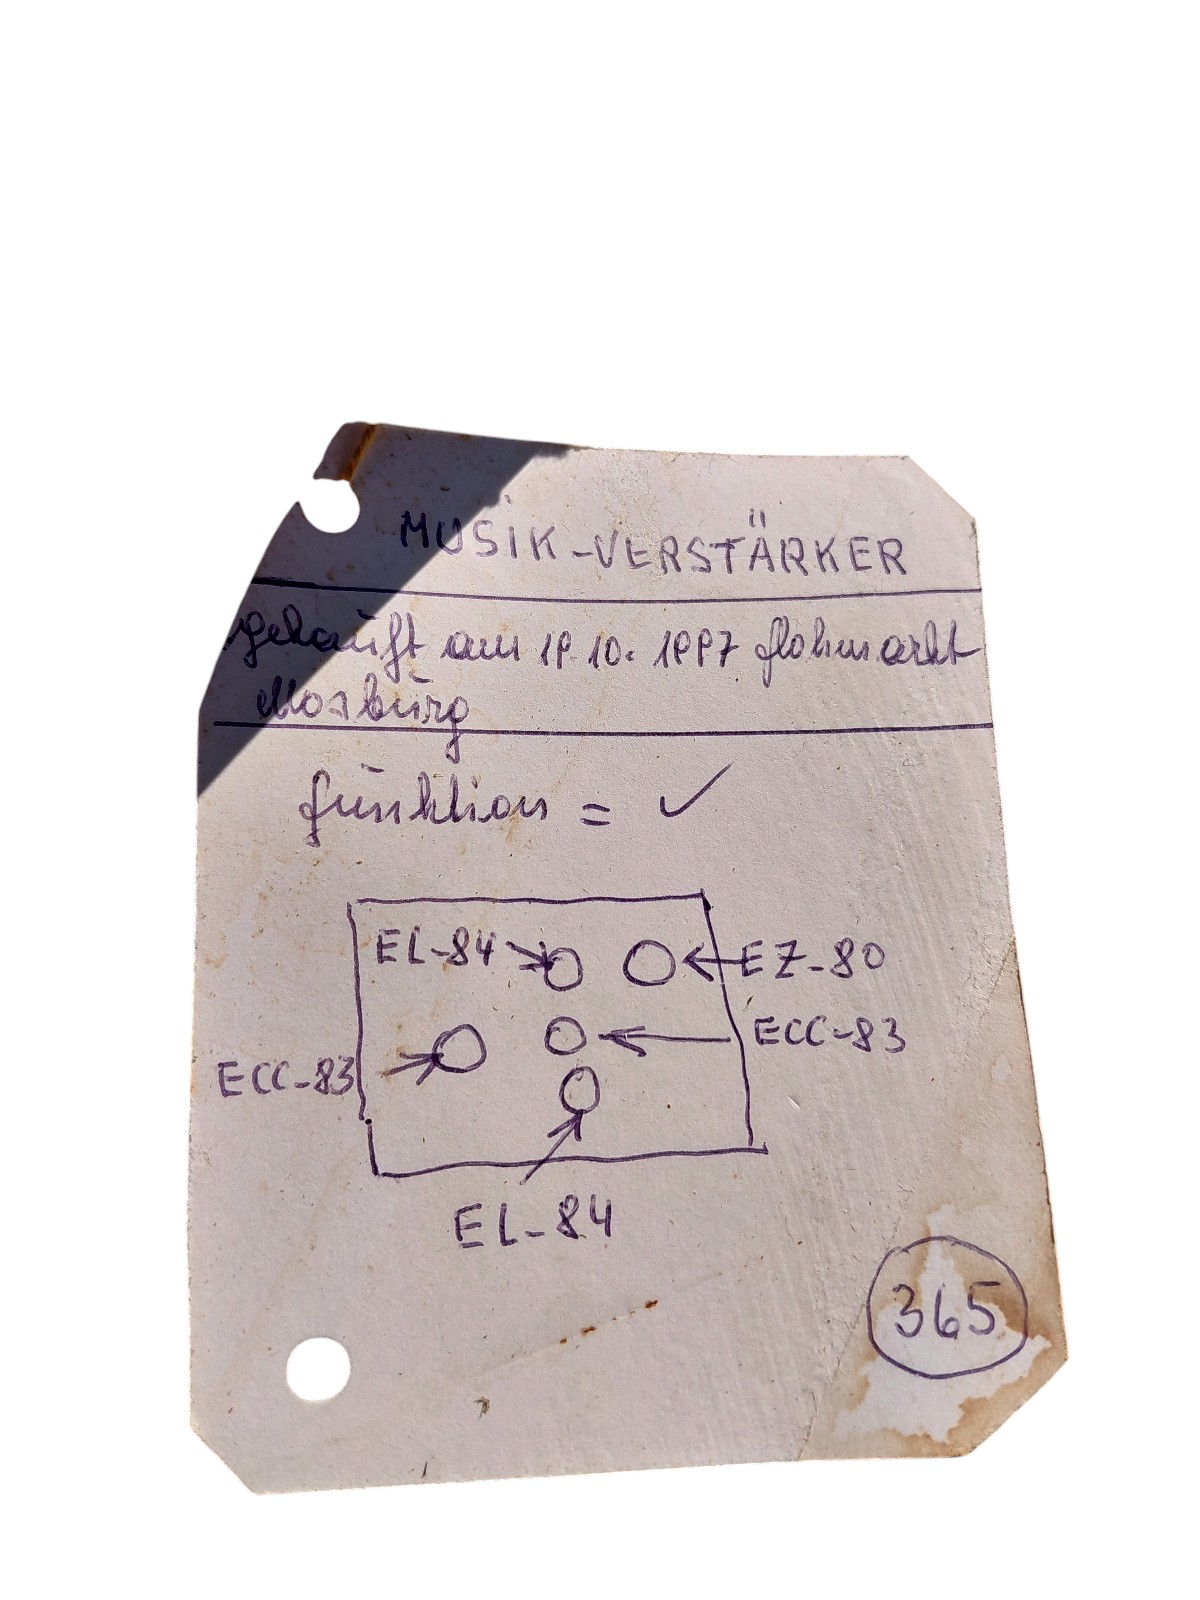 MUSIK-VERSTÄRKER
gekauft am 19.10.1997 Flohmarkt
Mosburg
funktion = ✓
EL-84
EZ-80
ECC-83
ECC-83
EL-84
365